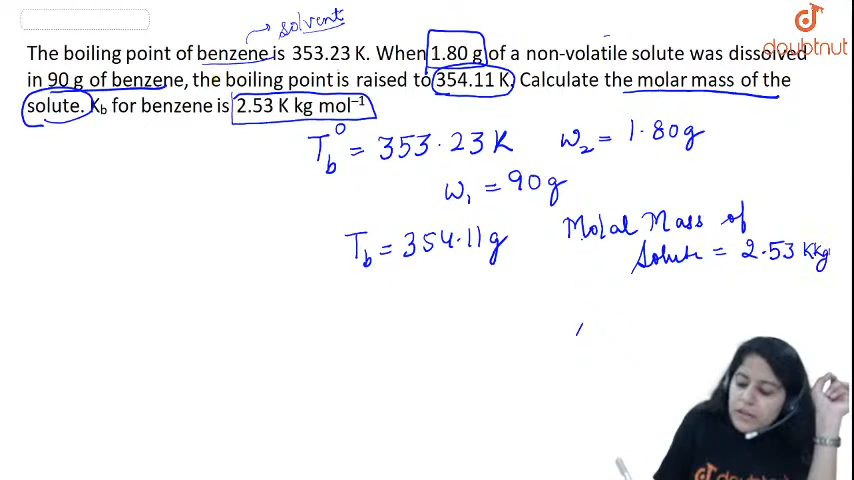 solvent
doubtnut
The boiling point of benzene is 353.23 K. When 1.80 g of a non-volatile solute was dissolved
in 90 g of benzene, the boiling point is raised to 354.11 K. Calculate the molar mass of the
solute. Kb for benzene is 2.53 K kg mol⁻¹
Tb⁰ = 353.23 K w₂ = 1.80g
w₁ = 90g
Tb = 354.11 g Molal Mass of
Solute = 2.53 KKg
doubtnut